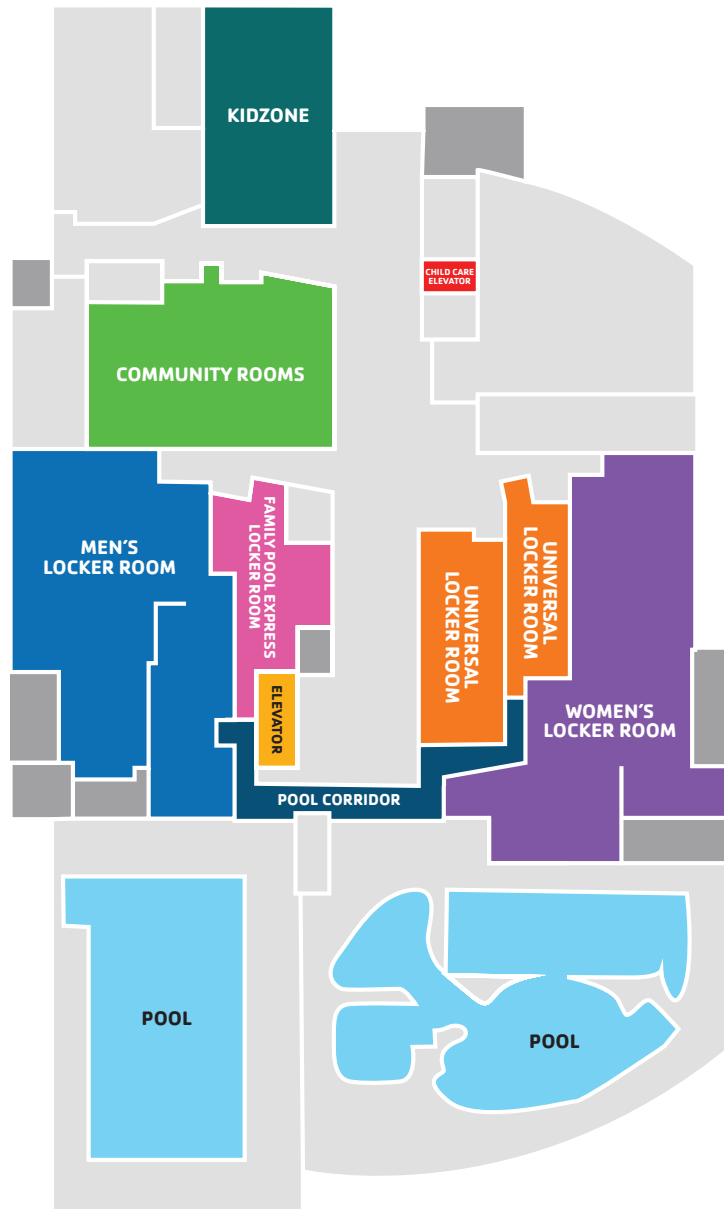 KIDZONE
CHILD CARE
ELEVATOR
COMMUNITY ROOMS
MEN'S
LOCKER ROOM
FAMILY POOL EXPRESS
LOCKER ROOM
UNIVERSAL
LOCKER ROOM
UNIVERSAL
LOCKER ROOM
ELEVATOR
WOMEN'S
LOCKER ROOM
POOL CORRIDOR
POOL
POOL